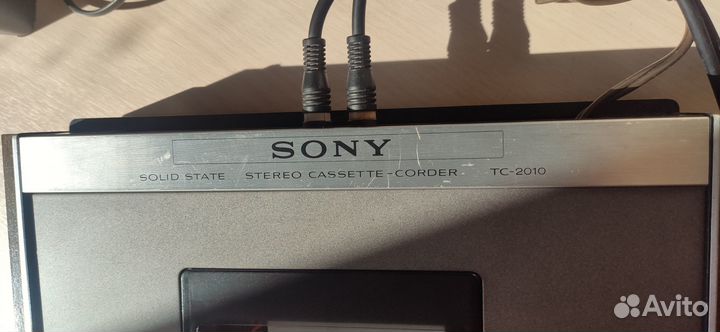 SONY
SOLID STATE STEREO CASSETTE-CORDER TC-2010
Avito